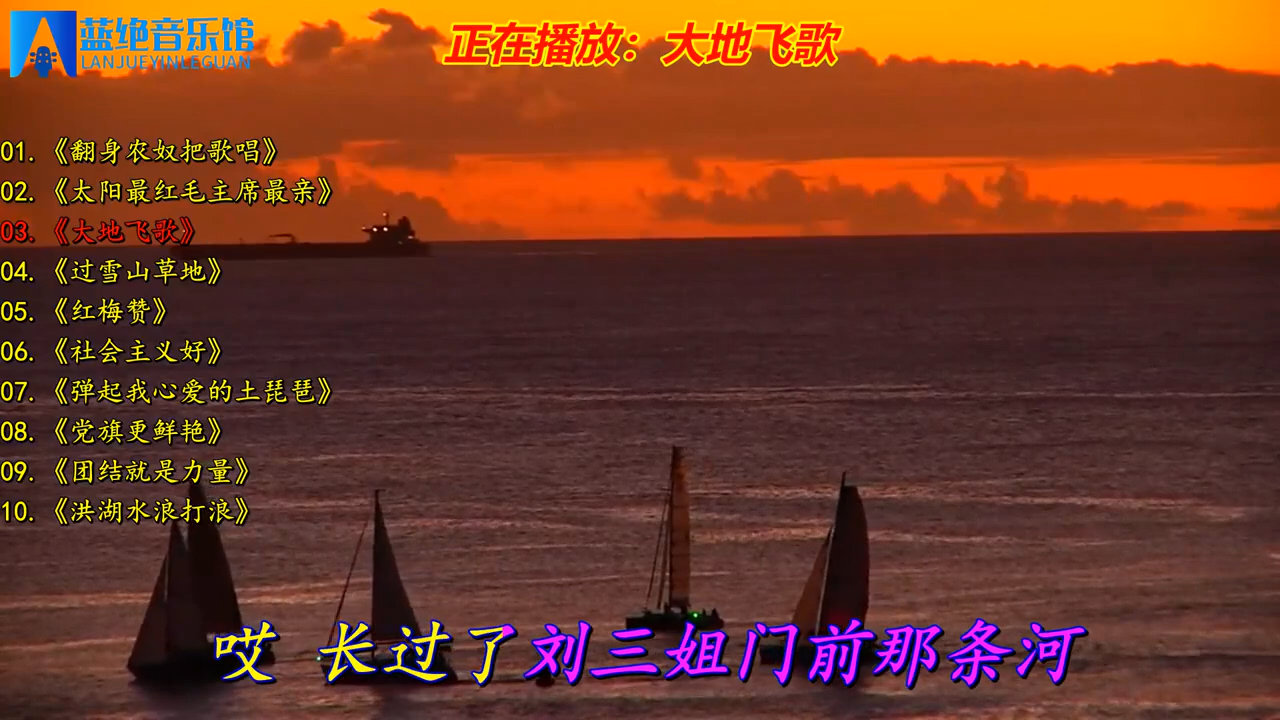 蓝绝音乐馆
LANJUEYINLEGUAN
正在播放：大地飞歌
01.《翻身农奴把歌唱》
02.《太阳最红毛主席最亲》
03.《大地飞歌》
04.《过雪山草地》
05.《红梅赞》
06.《社会主义好》
07.《弹起我心爱的土琵琶》
08.《党旗更鲜艳》
09.《团结就是力量》
10.《洪湖水浪打浪》
哎 长过了刘三姐门前那条河